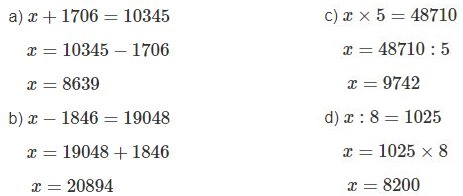 a) x + 1706 = 10345
x = 10345 − 1706
x = 8639
b) x − 1846 = 19048
x = 19048 + 1846
x = 20894
c) x × 5 = 48710
x = 48710 : 5
x = 9742
d) x : 8 = 1025
x = 1025 × 8
x = 8200